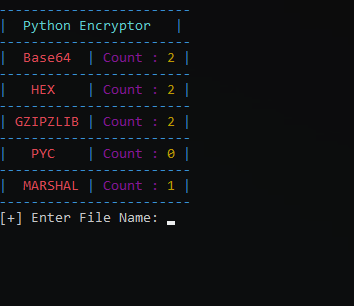 ------------------------
|  Python Encryptor   |
------------------------
|  Base64  | Count : 2 |
------------------------
|   HEX    | Count : 2 |
------------------------
| GZIPZLIB | Count : 2 |
------------------------
|   PYC    | Count : 0 |
------------------------
|  MARSHAL | Count : 1 |
------------------------
[+] Enter File Name: